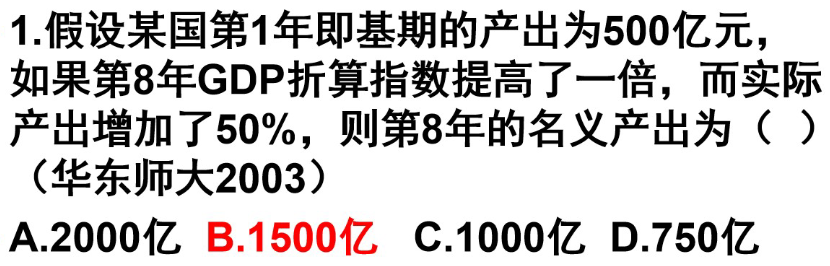 1.假设某国第1年即基期的产出为500亿元，
如果第8年GDP折算指数提高了一倍，而实际
产出增加了50%，则第8年的名义产出为（ ）
（华东师大2003）
A.2000亿 B.1500亿 C.1000亿 D.750亿